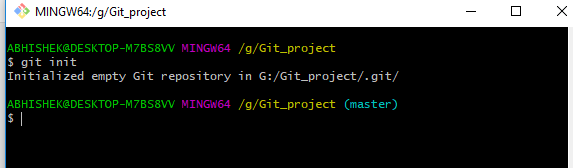 MINGW64:/g/Git_project
ABHISHEK@DESKTOP-M7BS8VV MINGW64 /g/Git_project
$ git init
Initialized empty Git repository in G:/Git_project/.git/
ABHISHEK@DESKTOP-M7BS8VV MINGW64 /g/Git_project (master)
$